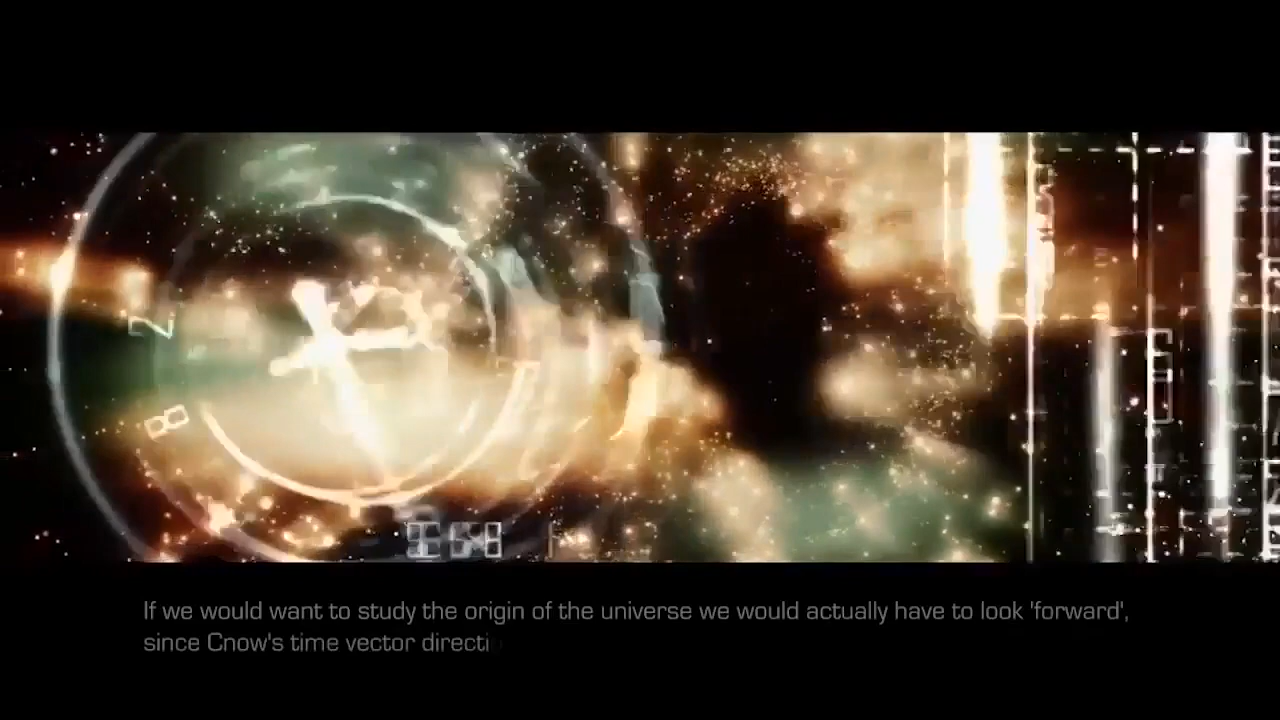 If we would want to study the origin of the universe we would actually have to look 'forward',
since Cnow's time vector directi